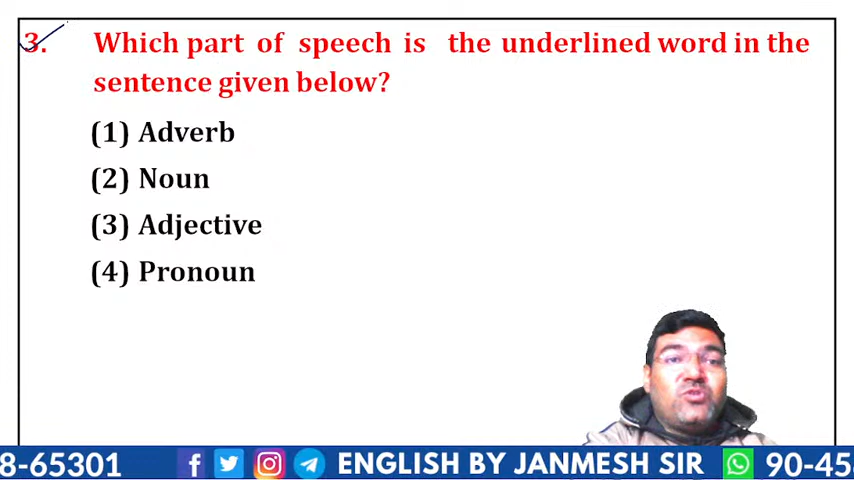 3. Which part of speech is the underlined word in the
sentence given below?
(1) Adverb
(2) Noun
(3) Adjective
(4) Pronoun
8-65301 ENGLISH BY JANMESH SIR 90-45